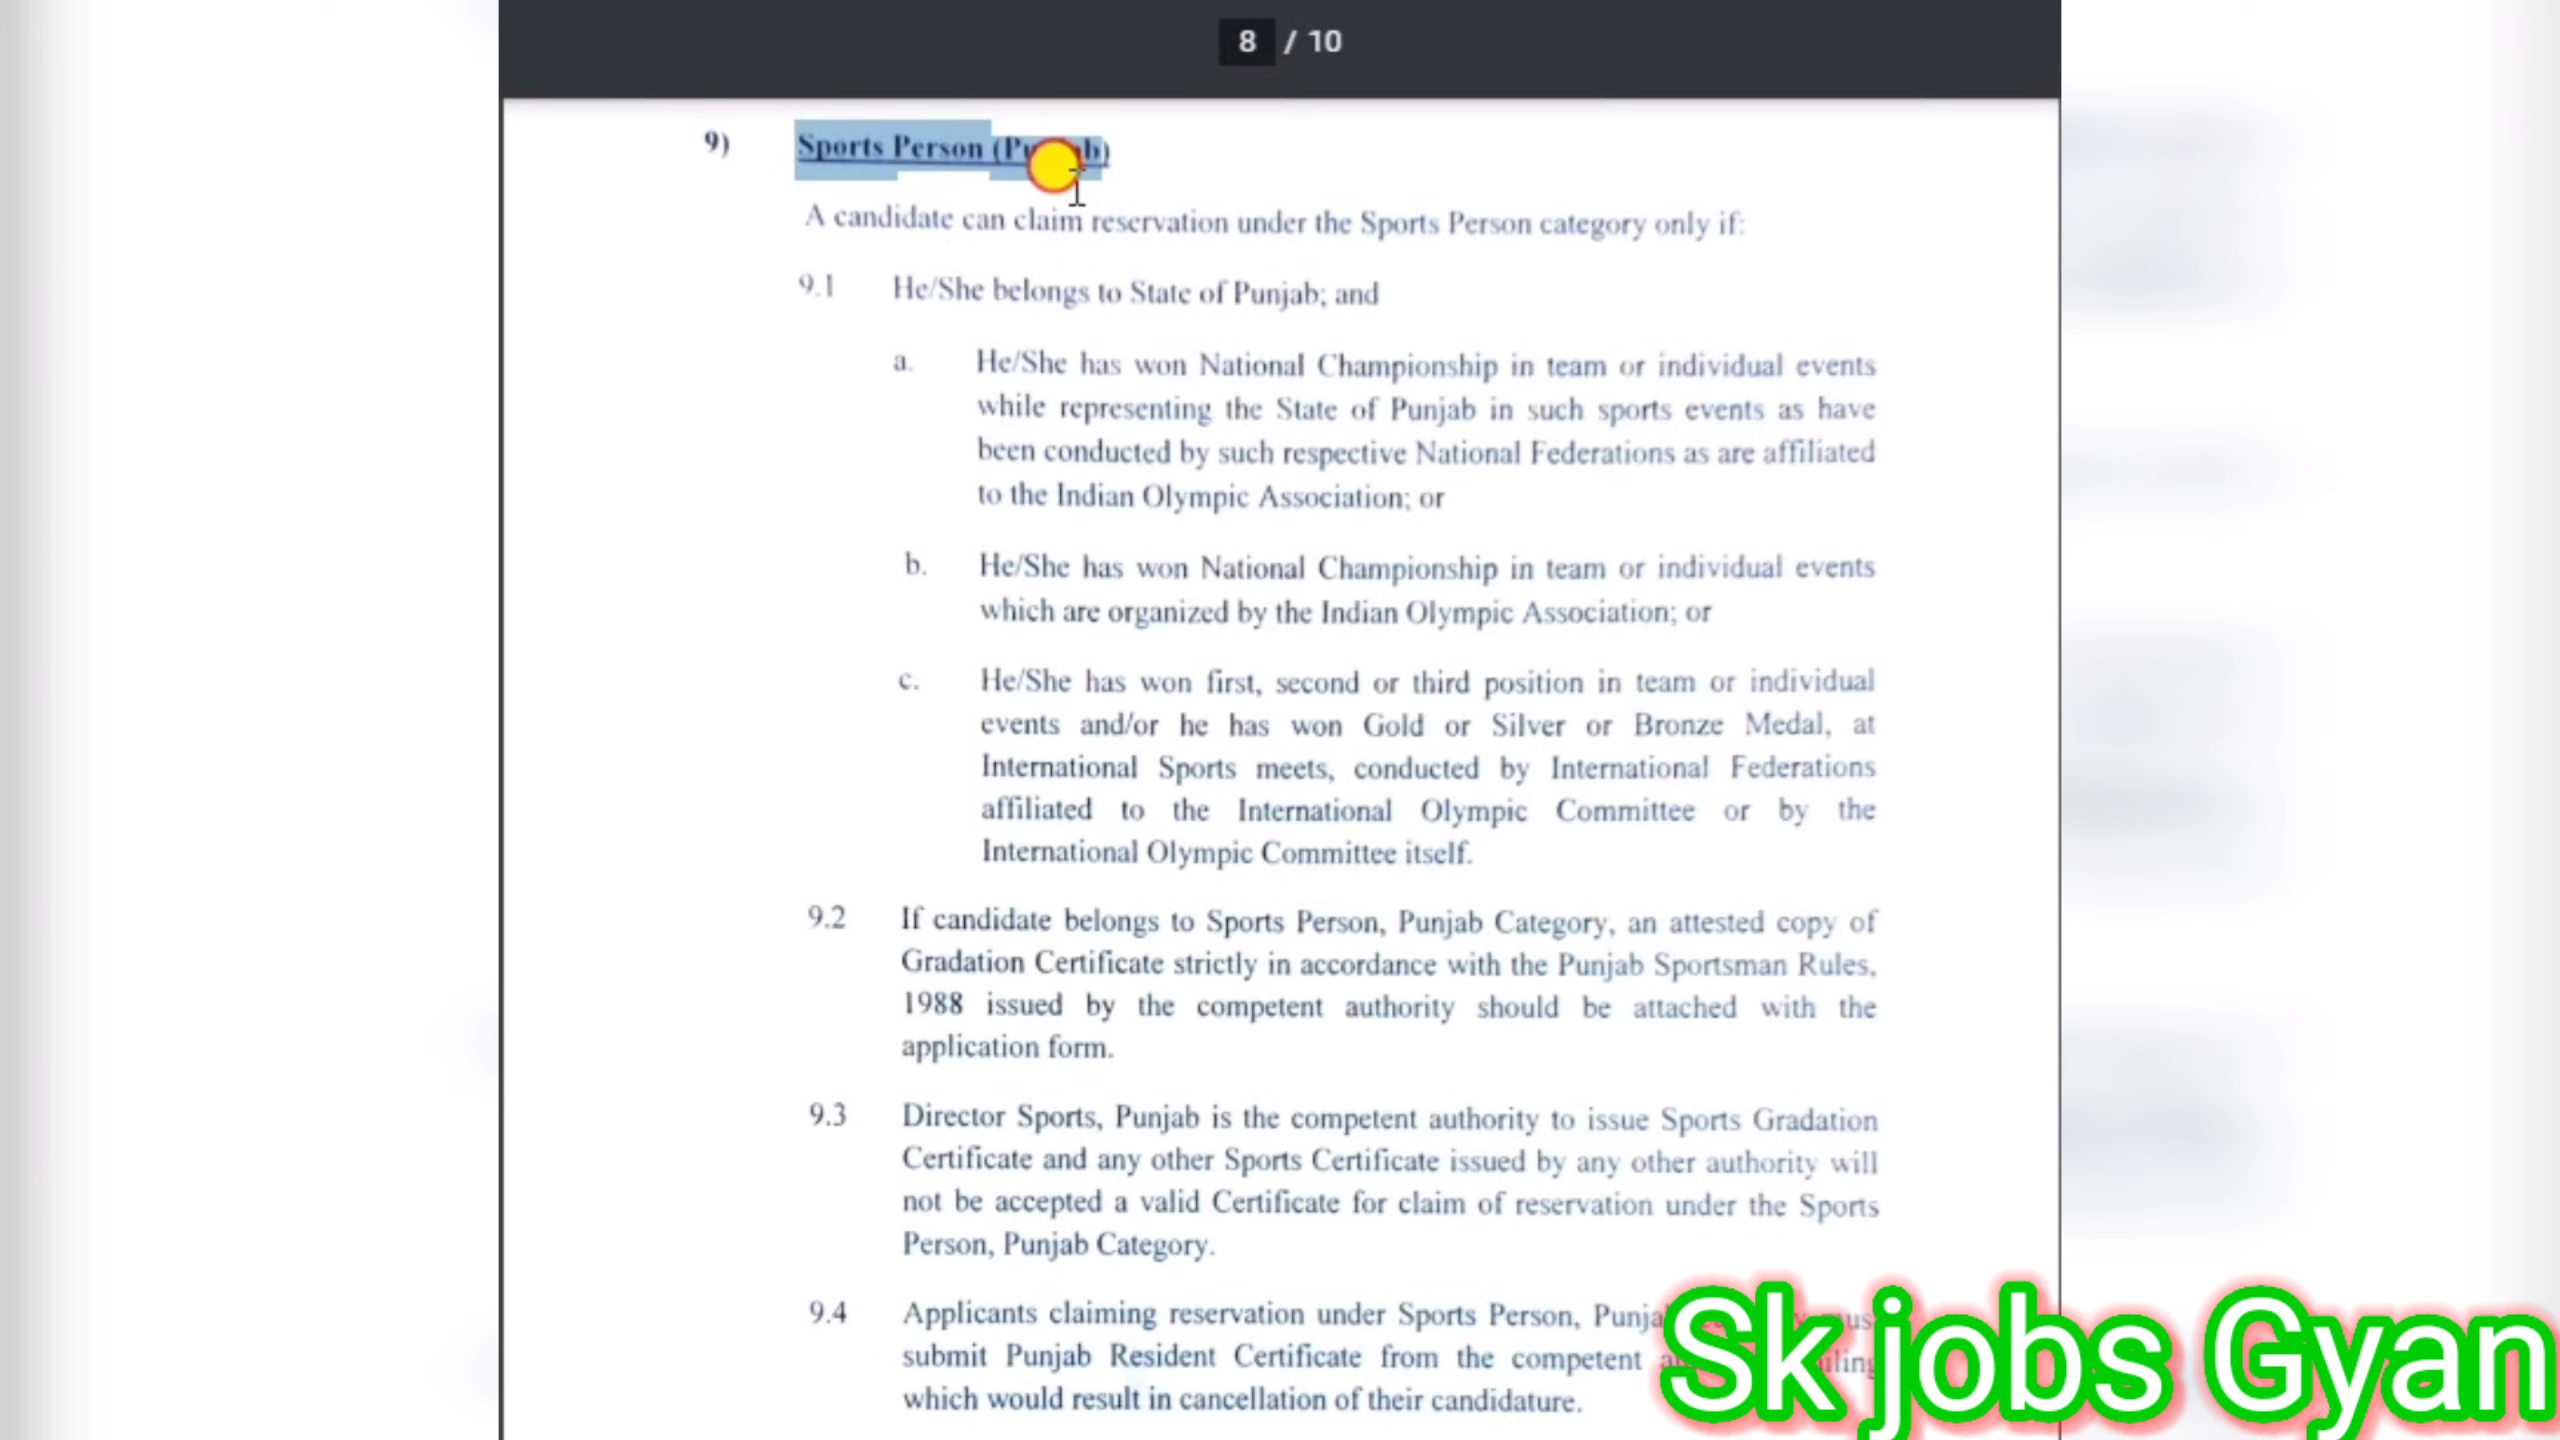 8 / 10
9) Sports Person
A candidate can claim reservation under the Sports Person category only if:
9.1 He/She belongs to State of Punjab; and
a. He/She has won National Championship in team or individual events
while representing the State of Punjab in such sports events as have
been conducted by such respective National Federations as are affiliated
to the Indian Olympic Association; or
b. He/She has won National Championship in team or individual events
which are organized by the Indian Olympic Association; or
c. He/She has won first, second or third position in team or individual
events and/or he has won Gold or Silver or Bronze Medal, at
International Sports meets, conducted by International Federations
affiliated to the International Olympic Committee or by the
International Olympic Committee itself.
9.2 If candidate belongs to Sports Person, Punjab Category, an attested copy of
Gradation Certificate strictly in accordance with the Punjab Sportsman Rules,
1988 issued by the competent authority should be attached with the
application form.
9.3 Director Sports, Punjab is the competent authority to issue Sports Gradation
Certificate and any other Sports Certificate issued by any other authority will
not be accepted a valid Certificate for claim of reservation under the Sports
Person, Punjab Category.
9.4 Applicants claiming reservation under Sports Person,
submit Punjab Resident Certificate from the competent
which would result in cancellation of their candidature.
Sk jobs Gyan